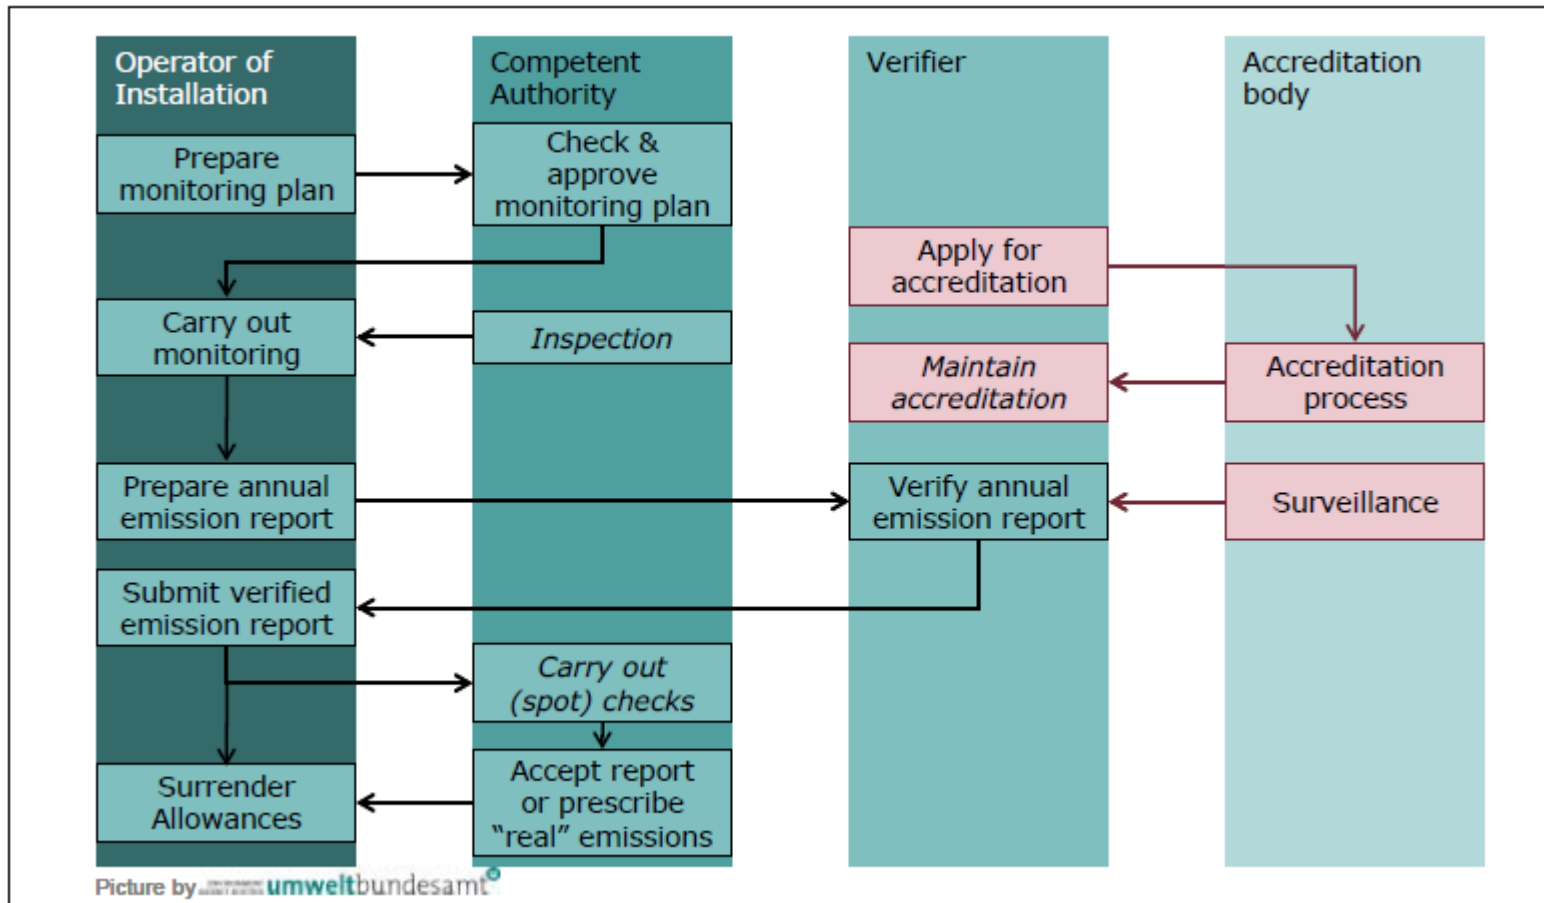 Operator of
Installation
Competent
Authority
Verifier
Accreditation
body
Prepare
monitoring plan
Check &
approve
monitoring plan
Apply for
accreditation
Carry out
monitoring
Inspection
Maintain
accreditation
Accreditation
process
Prepare annual
emission report
Verify annual
emission report
Surveillance
Submit verified
emission report
Carry out
(spot) checks
Surrender
Allowances
Accept report
or prescribe
“real” emissions
Picture by umweltbundesamt